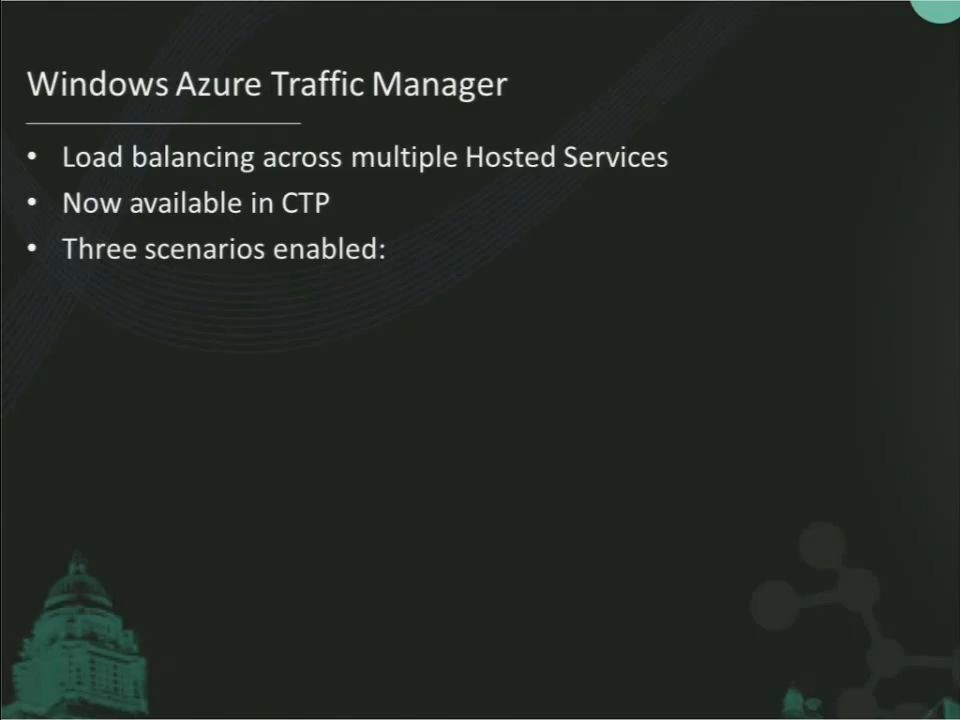 Windows Azure Traffic Manager
• Load balancing across multiple Hosted Services
• Now available in CTP
• Three scenarios enabled: